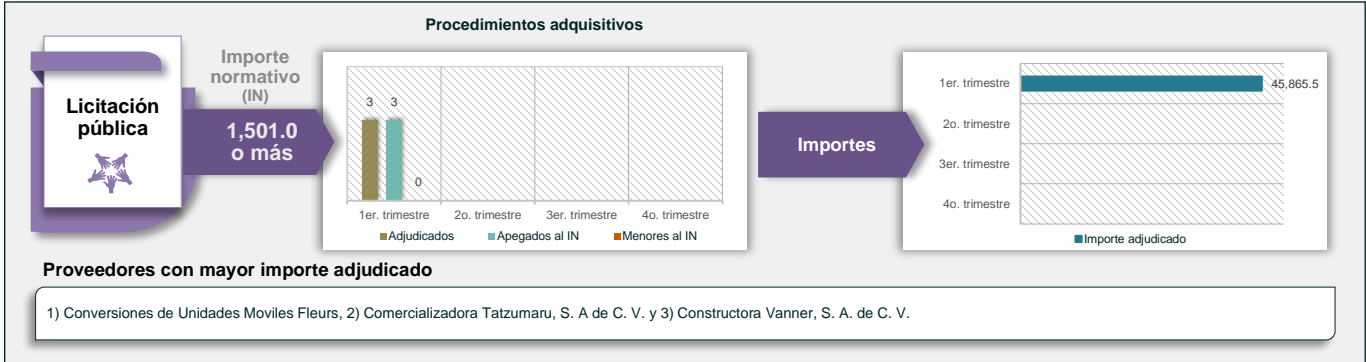 Procedimientos adquisitivos
Licitación
pública
Importe
normativo
(IN)
1,501.0
o más
3
3
0
1er. trimestre
2o. trimestre
3er. trimestre
4o. trimestre
Adjudicados
Apegados al IN
Menores al IN
Importes
1er. trimestre
45,865.5
2o. trimestre
3er. trimestre
4o. trimestre
Importe adjudicado
Proveedores con mayor importe adjudicado
1) Conversiones de Unidades Moviles Fleurs, 2) Comercializadora Tatzumaru, S. A de C. V. y 3) Constructora Vanner, S. A. de C. V.